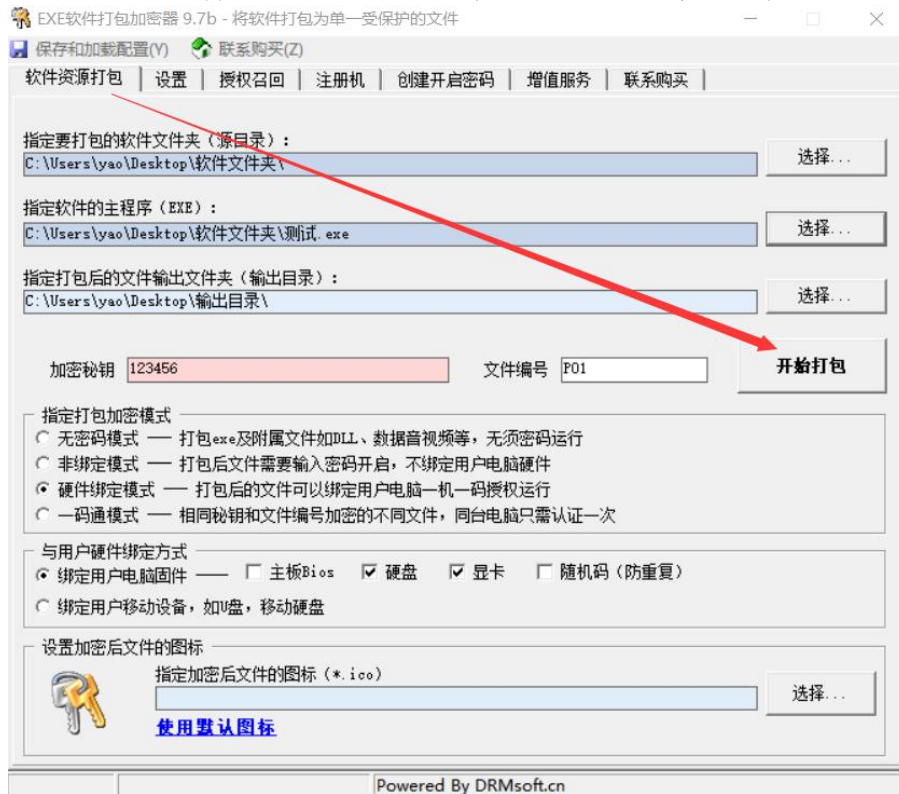 EXE软件打包加密器 9.7b - 将软件打包为单一受保护的文件
保存和加载配置(Y) 联系购买(Z)
软件资源打包 设置 授权召回 注册机 创建开启密码 增值服务 联系购买
指定要打包的软件文件夹（源目录）:
C:\Users\yao\Desktop\软件文件夹\
选择...
指定软件的主程序（EXE）:
C:\Users\yao\Desktop\软件文件夹\测试.exe
选择...
指定打包后的文件输出文件夹（输出目录）:
C:\Users\yao\Desktop\输出目录\
选择...
加密秘钥 123456 文件编号 P01 开始打包
指定打包加密模式
无密码模式 —— 打包exe及附属文件如DLL、数据音视频等，无须密码运行
非绑定模式 —— 打包后文件需要输入密码开启，不绑定用户电脑硬件
硬件绑定模式 —— 打包后的文件可以绑定用户电脑一机一码授权运行
一码通模式 —— 相同秘钥和文件编号加密的不同文件，同台电脑只需认证一次
与用户硬件绑定方式
绑定用户电脑固件 —— 主板Bios 硬盘 显卡 随机码（防重复）
绑定用户移动设备，如U盘，移动硬盘
设置加密后文件的图标
指定加密后文件的图标（*.ico）
选择...
使用默认图标
Powered By DRMsoft.cn